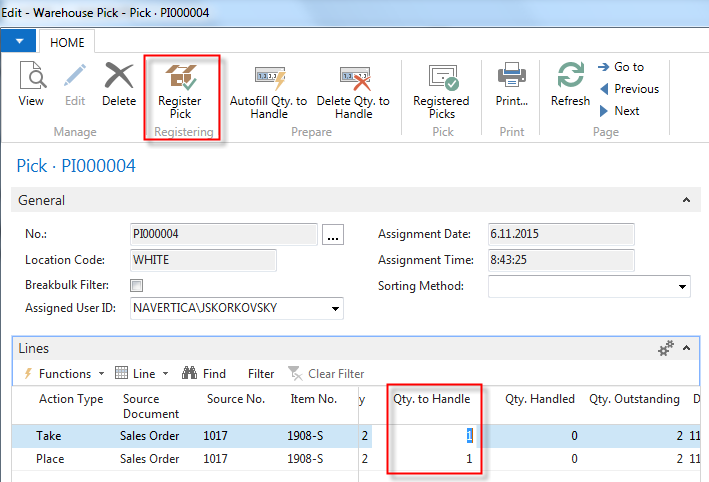 Edit - Warehouse Pick - Pick · PI000004
HOME
View Edit Delete Register Pick Autofill Qty. to Handle Delete Qty. to Handle Registered Picks Print... Refresh Go to Previous Next
Manage Registering Prepare Pick Print Page
Pick · PI000004
General
No.: PI000004 ... Assignment Date: 6.11.2015
Location Code: WHITE Assignment Time: 8:43:25
Breakbulk Filter: Sorting Method:
Assigned User ID: NAVERTICA\JSKORKOVSKY
Lines
Functions Line Find Filter Clear Filter
Action Type Source Document Source No. Item No. y Qty. to Handle Qty. Handled Qty. Outstanding D
Take Sales Order 1017 1908-S 2 1 0 2 11
Place Sales Order 1017 1908-S 2 1 0 2 11